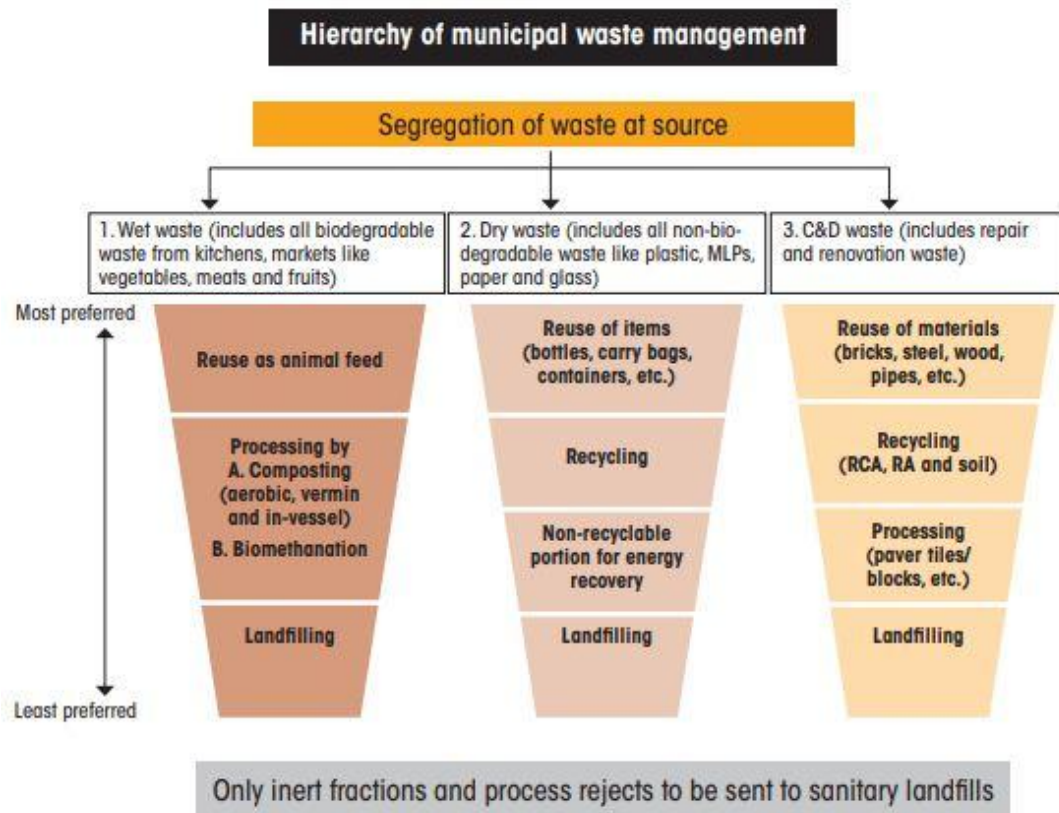 Hierarchy of municipal waste management
Segregation of waste at source
1. Wet waste (includes all biodegradable
waste from kitchens, markets like
vegetables, meats and fruits)
2. Dry waste (includes all non-bio-
degradable waste like plastic, MLPs,
paper and glass)
3. C&D waste (includes repair
and renovation waste)
Most preferred
Least preferred
Reuse as animal feed
Processing by
A. Composting
(aerobic, vermin
and in-vessel)
B. Biomethanation
Landfilling
Reuse of items
(bottles, carry bags,
containers, etc.)
Recycling
Non-recyclable
portion for energy
recovery
Landfilling
Reuse of materials
(bricks, steel, wood,
pipes, etc.)
Recycling
(RCA, RA and soil)
Processing
(paver tiles/
blocks, etc.)
Landfilling
Only inert fractions and process rejects to be sent to sanitary landfills